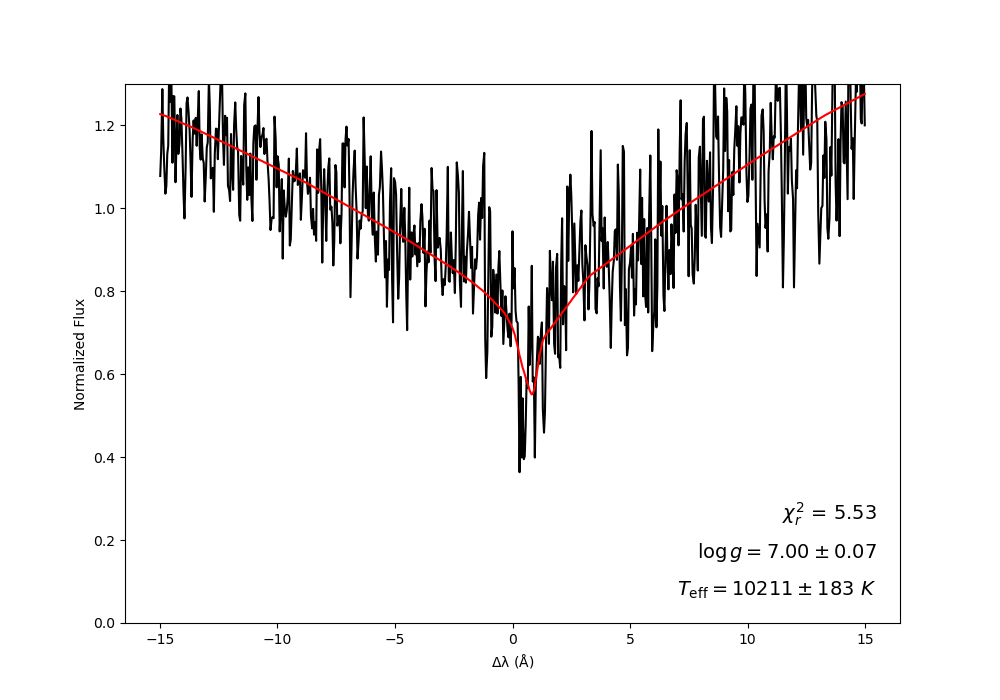 1.2
1.0
0.8
0.6
0.4
0.2
0.0
Normalized Flux
χ²ᵣ = 5.53
log g = 7.00 ± 0.07
T_eff = 10211 ± 183 K
−15 −10 −5 0 5 10 15
Δλ (Å)